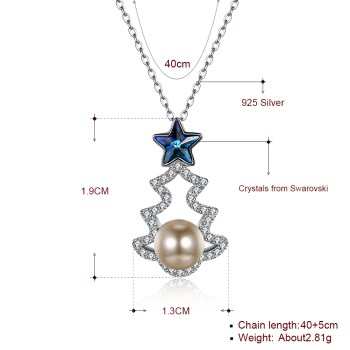 40cm
925 Silver
1.9CM
Crystals from Swarovski
1.3CM
Chain length:40+5cm
Weight: About2.81g